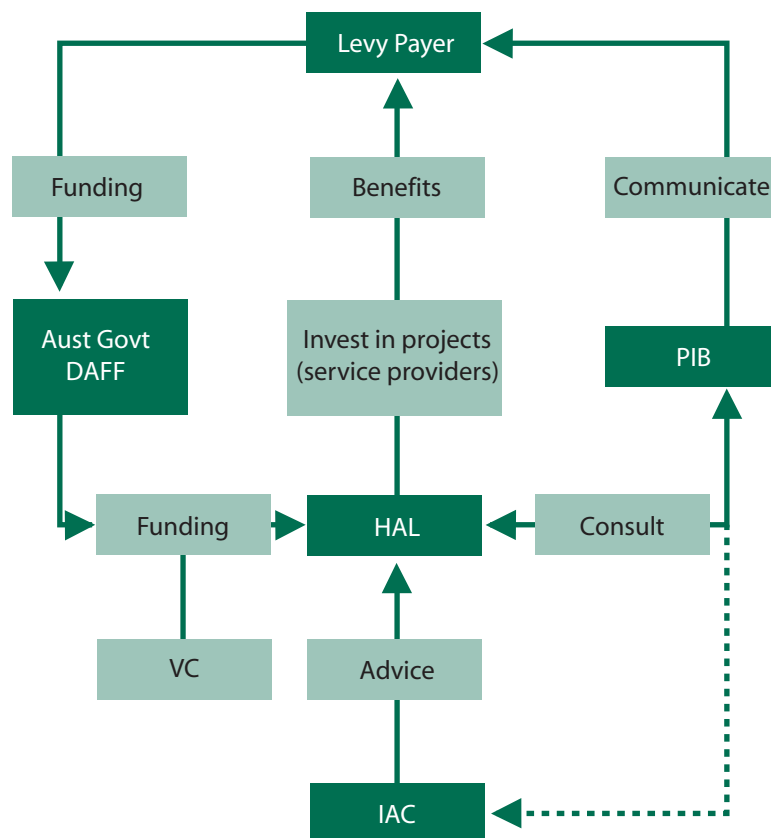 Levy Payer
Funding
Benefits
Communicate
Aust Govt
DAFF
Invest in projects
(service providers)
PIB
Funding
HAL
Consult
VC
Advice
IAC